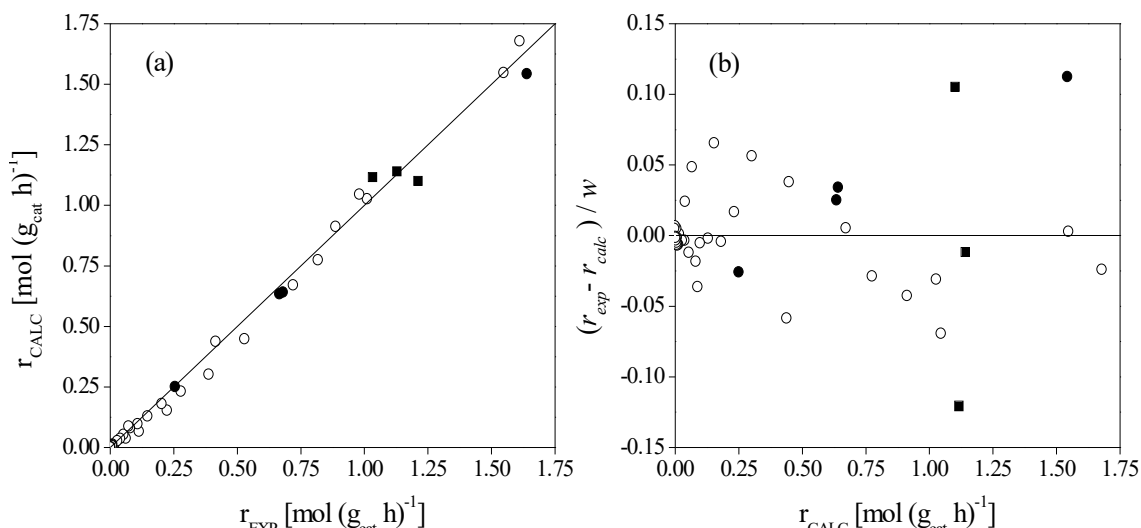 (a)
1.75
1.50
1.25
1.00
0.75
0.50
0.25
0.00
0.00 0.25 0.50 0.75 1.00 1.25 1.50 1.75
r_CALC [mol (g_cat h)^-1]
r_EXP [mol (g_cat h)^-1]
(b)
0.15
0.10
0.05
0.00
-0.05
-0.10
-0.15
0.00 0.25 0.50 0.75 1.00 1.25 1.50 1.75
(r_exp- r_calc) / w
r_CALC [mol (g_cat h)^-1]